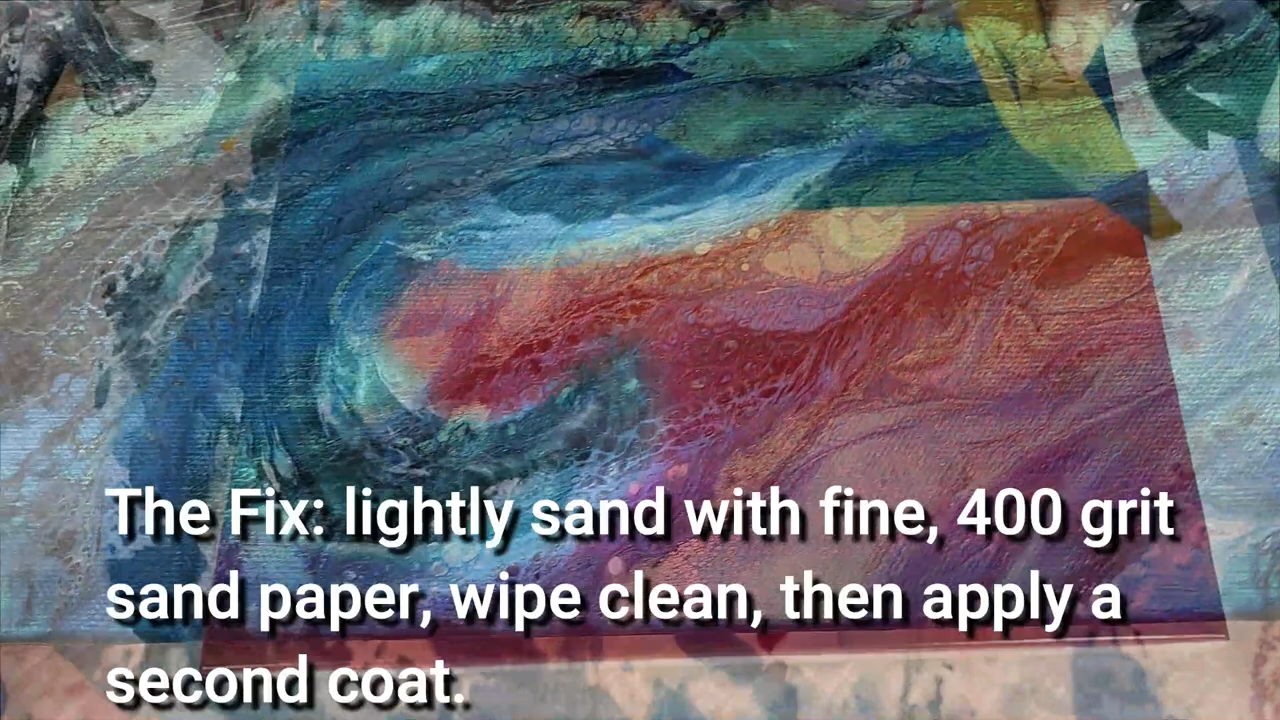 The Fix: lightly sand with fine, 400 grit
sand paper, wipe clean, then apply a
second coat.